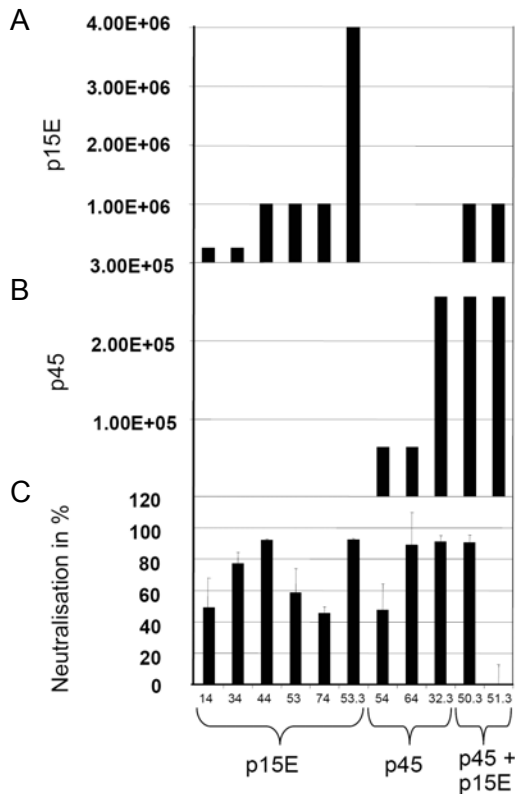 A
4.00E+06
3.00E+06
2.00E+06
1.00E+06
p15E
3.00E+05
B
2.00E+05
1.00E+05
p45
C
120
100
80
60
40
20
0
Neutralisation in %
14 34 44 53 74 53.3 54 64 32.3 50.3 51.3
p15E p45 p45 +
p15E